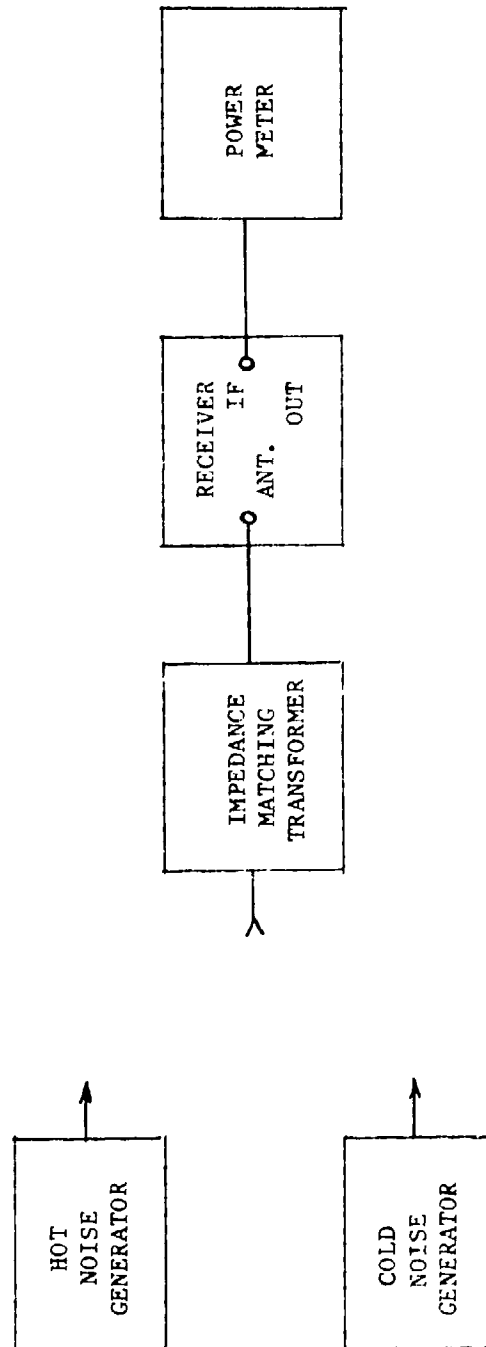 HOT
NOISE
GENERATOR
COLD
NOISE
GENERATOR
IMPEDANCE
MATCHING
TRANSFORMER
RECEIVER
IF
ANT.
OUT
POWER
METER